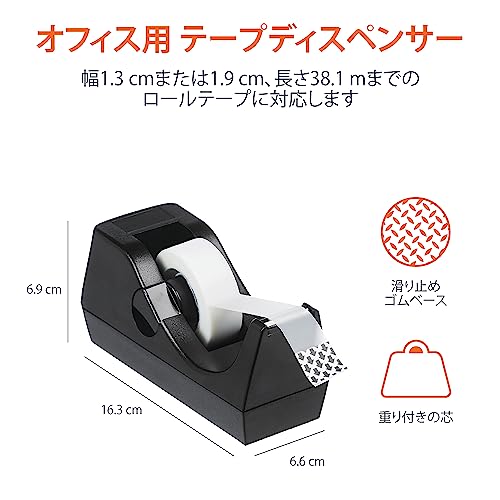 オフィス用 テープディスペンサー
幅1.3 cmまたは1.9 cm、長さ38.1 mまでの
ロールテープに対応します
滑り止め
ゴムベース
6.9 cm
重り付きの芯
16.3 cm
6.6 cm